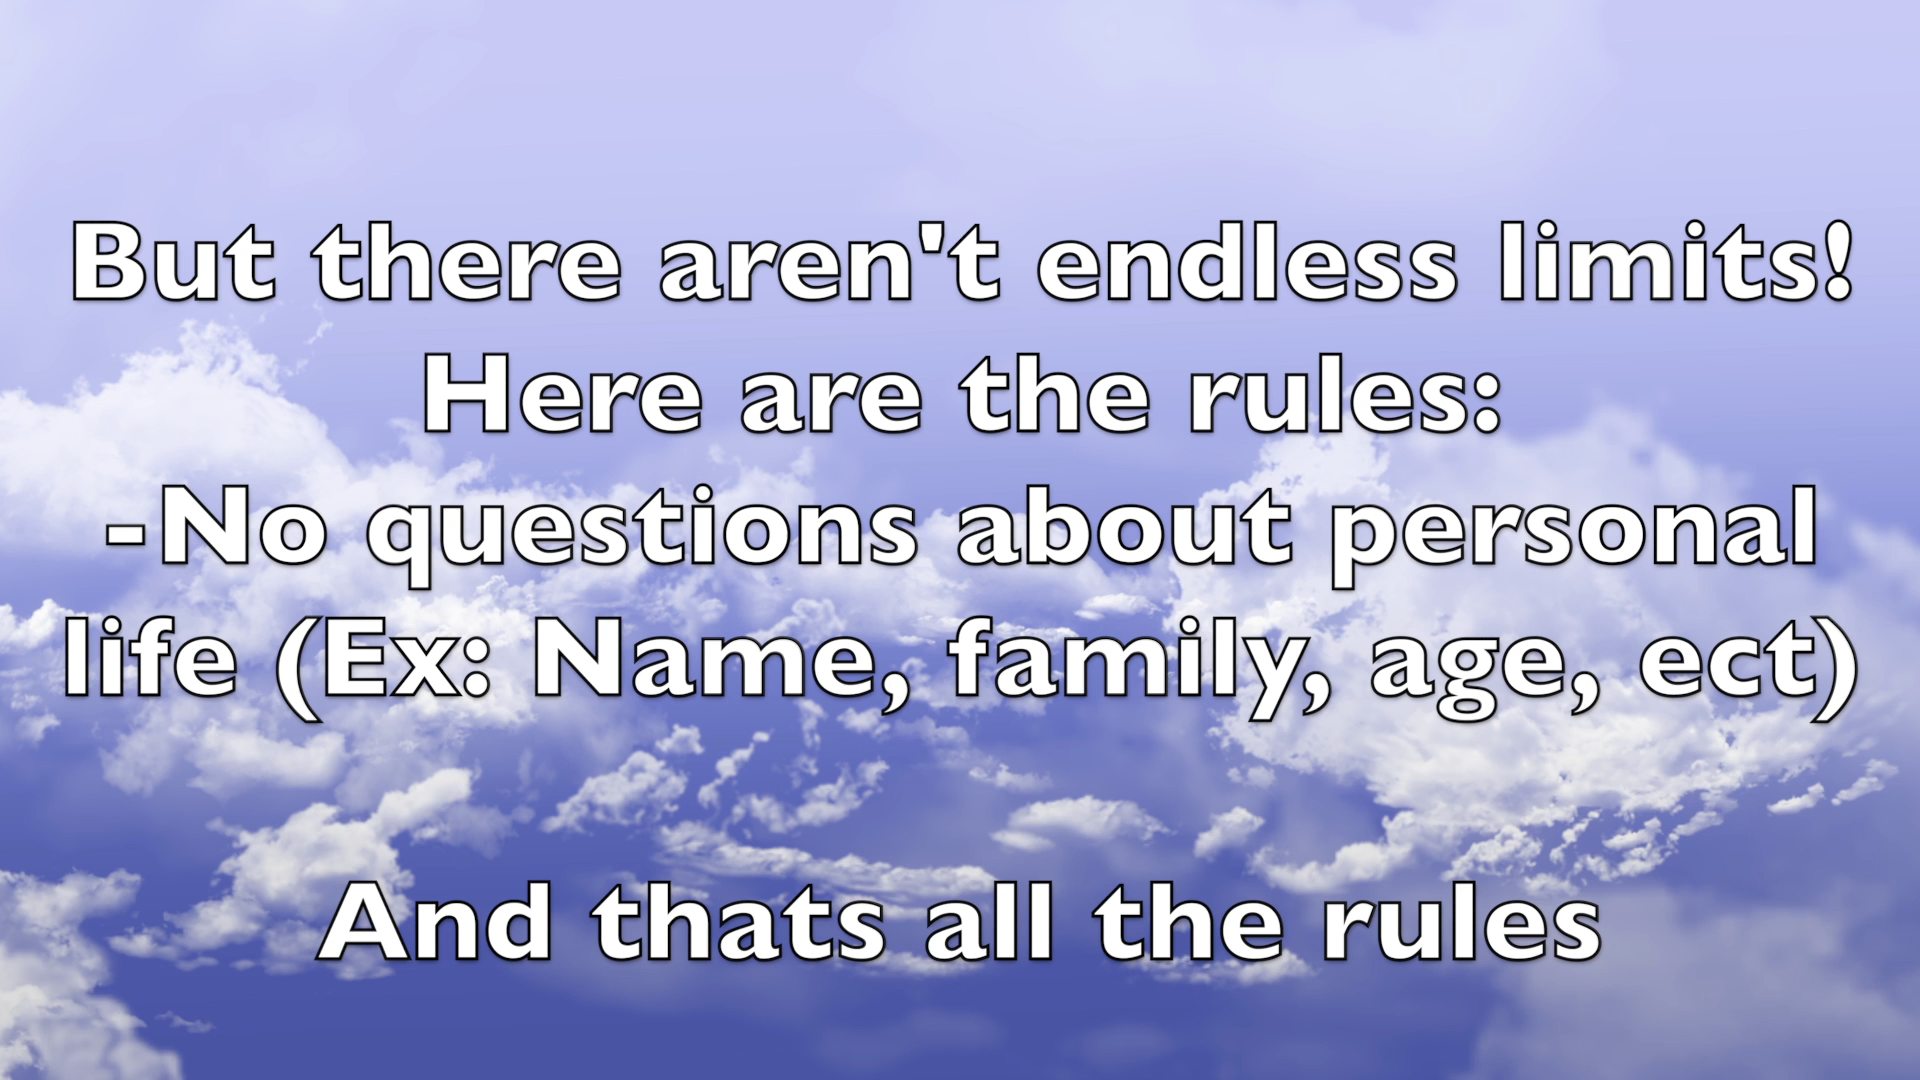 But there aren't endless limits!
Here are the rules:
-No questions about personal
life (Ex: Name, family, age, ect)
And thats all the rules